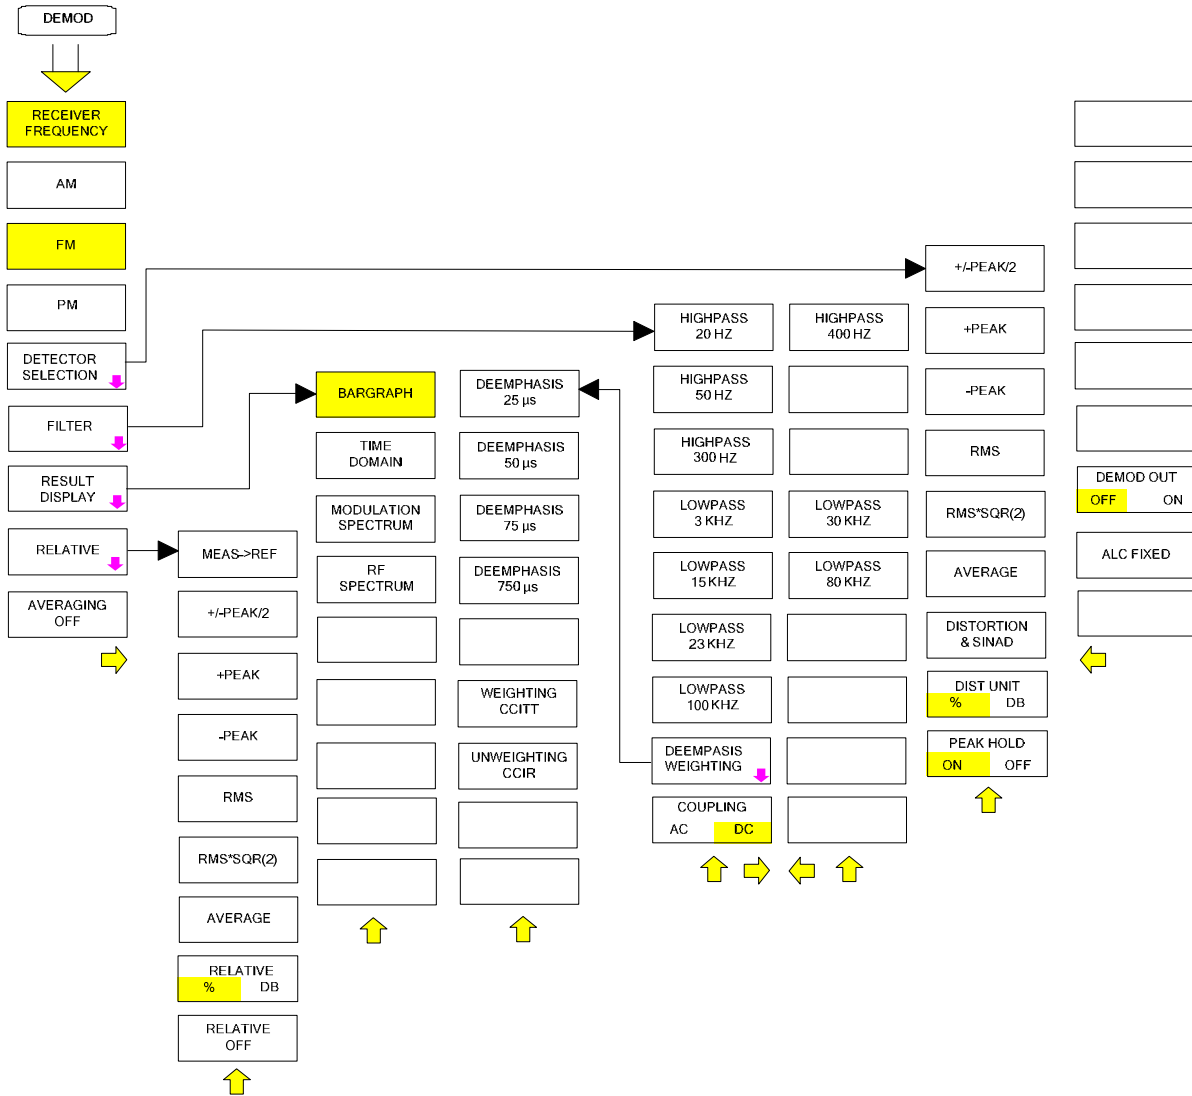 DEMOD
RECEIVER
FREQUENCY
AM
FM
PM
DETECTOR
SELECTION
FILTER
RESULT
DISPLAY
RELATIVE
AVERAGING
OFF
MEAS->REF
+/-PEAK/2
+PEAK
-PEAK
RMS
RMS*SQR(2)
AVERAGE
RELATIVE
% DB
RELATIVE
OFF
BARGRAPH
TIME
DOMAIN
MODULATION
SPECTRUM
RF
SPECTRUM
DEEMPHASIS
25 µs
DEEMPHASIS
50 µs
DEEMPHASIS
75 µs
DEEMPHASIS
750 µs
WEIGHTING
CCITT
UNWEIGHTING
CCIR
HIGHPASS
20 HZ
HIGHPASS
50 HZ
HIGHPASS
300 HZ
LOWPASS
3 KHZ
LOWPASS
15 KHZ
LOWPASS
23 KHZ
LOWPASS
100 KHZ
DEEMPASIS
WEIGHTING
COUPLING
AC DC
HIGHPASS
400 HZ
LOWPASS
30 KHZ
LOWPASS
80 KHZ
+/-PEAK/2
+PEAK
-PEAK
RMS
RMS*SQR(2)
AVERAGE
DISTORTION
& SINAD
DIST UNIT
% DB
PEAK HOLD
ON OFF
DEMOD OUT
OFF ON
ALC FIXED